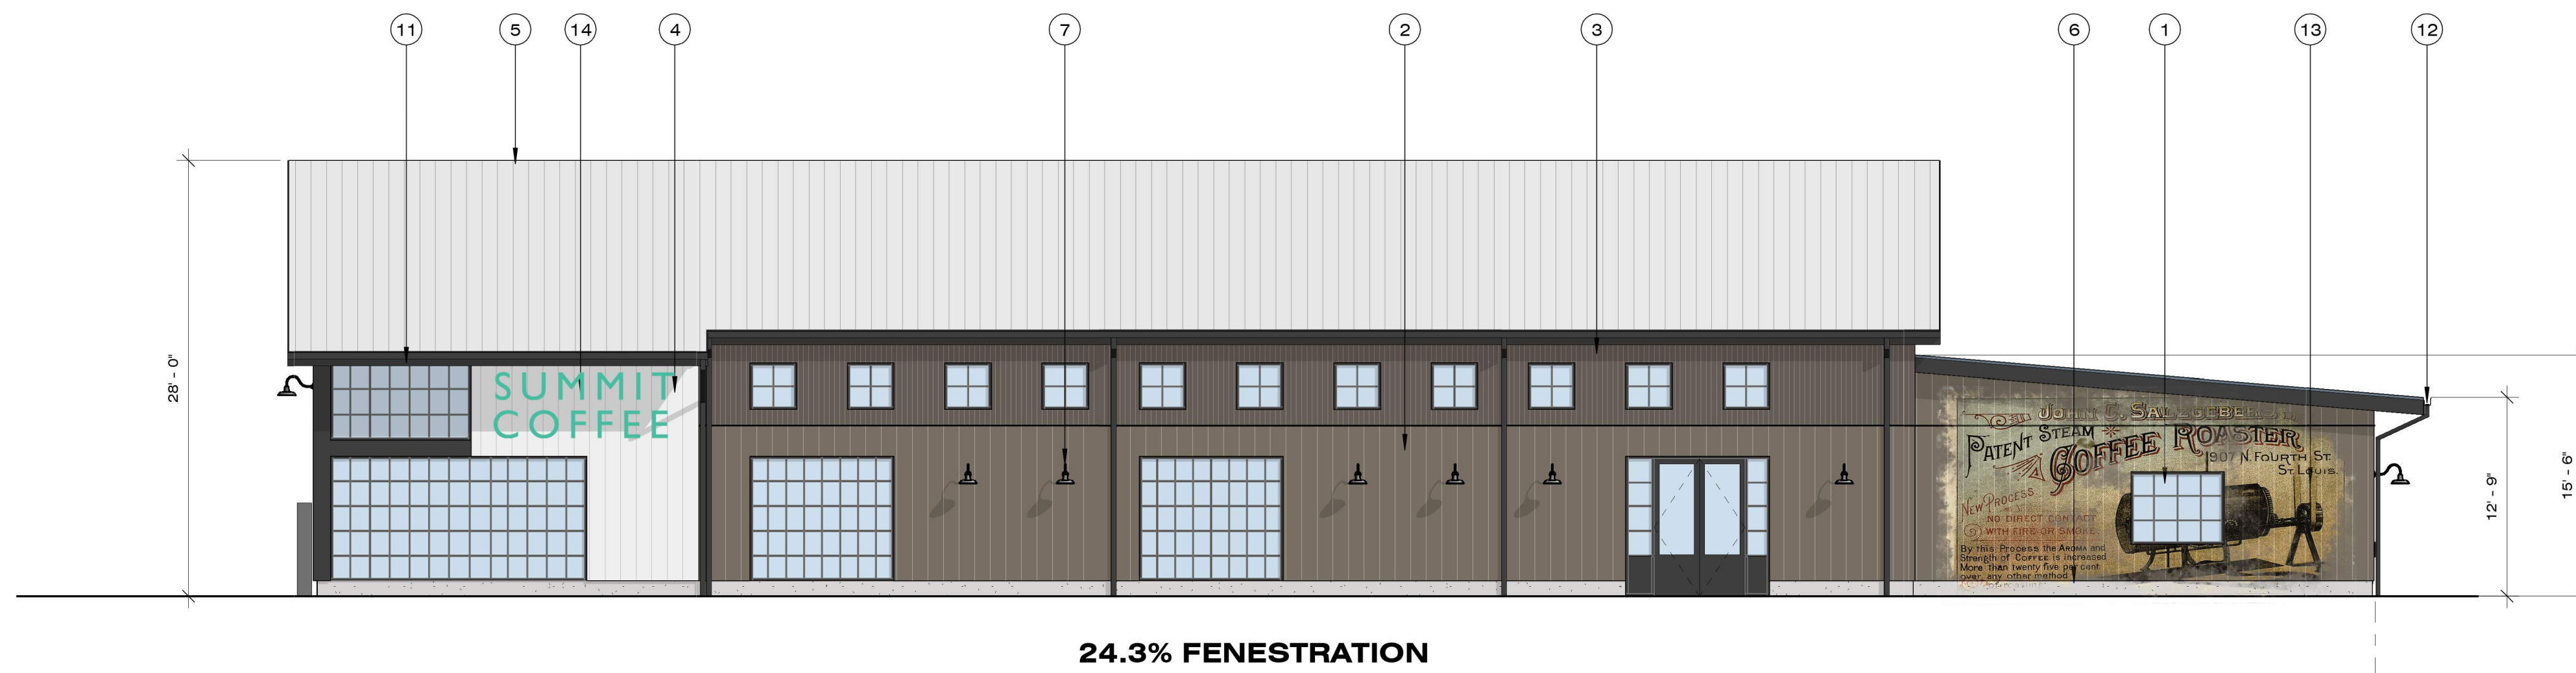 11 5 14 4 7 2 3 6 1 13 12
28' - 0"
SUMMIT
COFFEE
JOHN C. SALZGEBER
PATENT STEAM
COFFEE ROASTER
1907 N. FOURTH ST.
ST. LOUIS.
NEW PROCESS
NO DIRECT CONTACT
WITH FIRE OR SMOKE.
By this Process the AROMA and
Strength of COFFEE is increased
More than twenty five per cent
over any other method
12' - 9"
15' - 6"
24.3% FENESTRATION